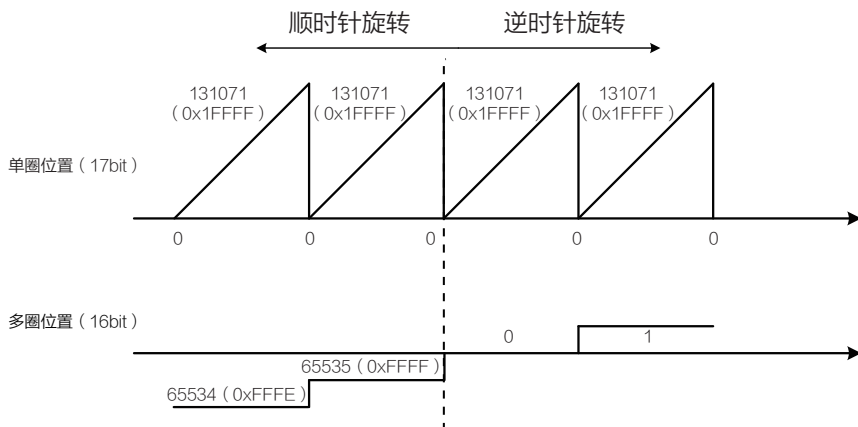 顺时针旋转 逆时针旋转
131071 131071 131071 131071
(0x1FFFF) (0x1FFFF) (0x1FFFF) (0x1FFFF)
单圈位置(17bit)
0 0 0 0 0
多圈位置(16bit)
0 1
65535(0xFFFF)
65534(0xFFFE)